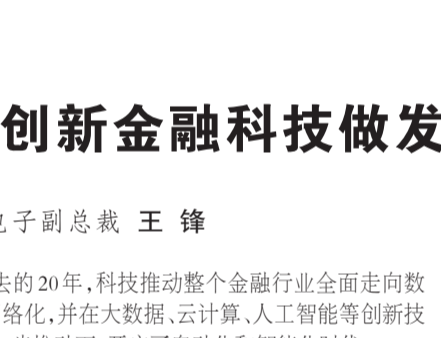 创新金融科技做发
子副总裁 王 锋
去的20年,科技推动整个金融行业全面走向数
络化,并在大数据、云计算、人工智能等创新技